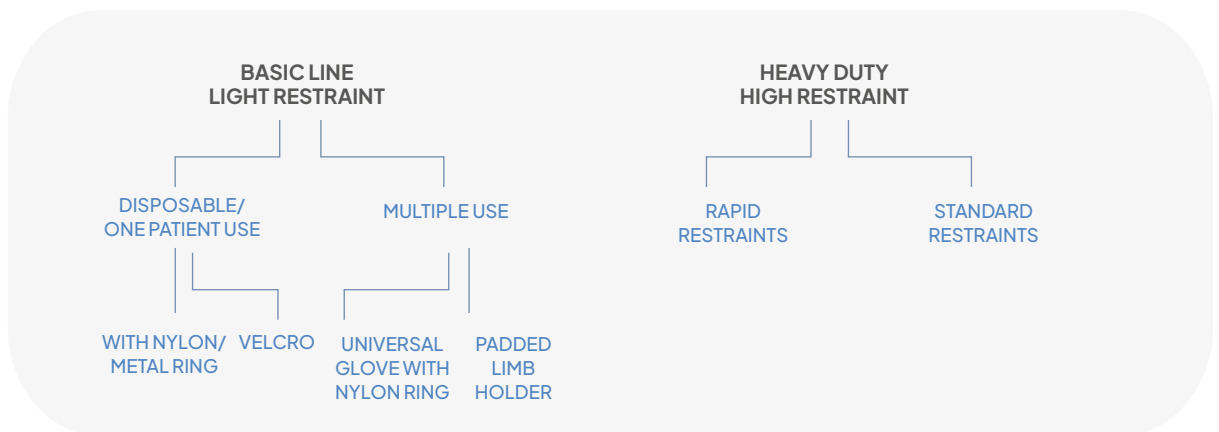 BASIC LINE
LIGHT RESTRAINT
HEAVY DUTY
HIGH RESTRAINT
DISPOSABLE/
ONE PATIENT USE
MULTIPLE USE
RAPID
RESTRAINTS
STANDARD
RESTRAINTS
WITH NYLON/
METAL RING
VELCRO
UNIVERSAL
GLOVE WITH
NYLON RING
PADDED
LIMB
HOLDER